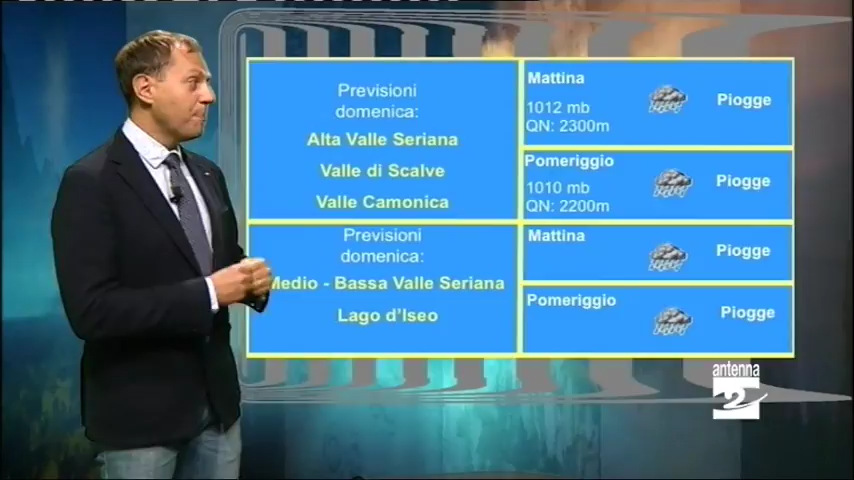 Previsioni
domenica:
Alta Valle Seriana
Valle di Scalve
Valle Camonica
Mattina
1012 mb
QN: 2300m
Piogge
Pomeriggio
1010 mb
QN: 2200m
Piogge
Previsioni
domenica:
Medio - Bassa Valle Seriana
Lago d'Iseo
Mattina
Piogge
Pomeriggio
Piogge
antenna
2